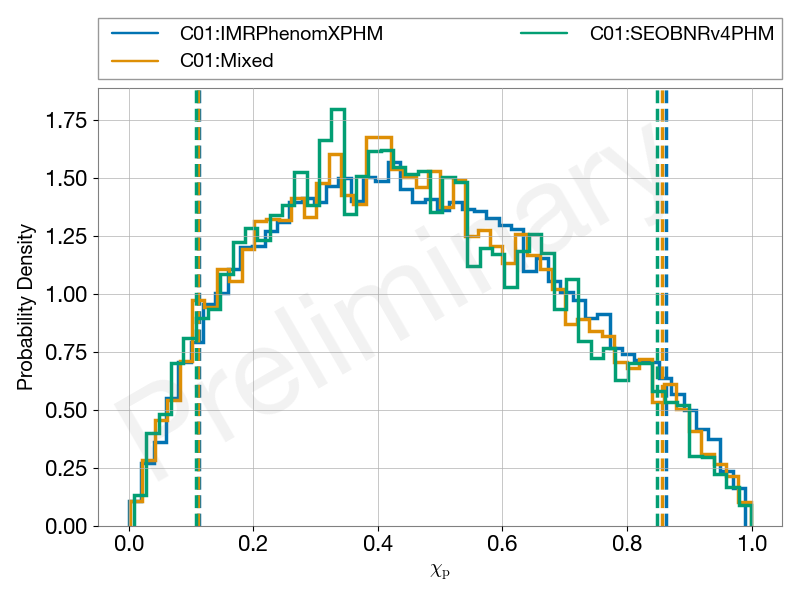 C01:IMRPhenomXPHM
C01:SEOBNRv4PHM
C01:Mixed
Preliminary
Probability Density
1.75
1.50
1.25
1.00
0.75
0.50
0.25
0.00
0.0 0.2 0.4 0.6 0.8 1.0
χp